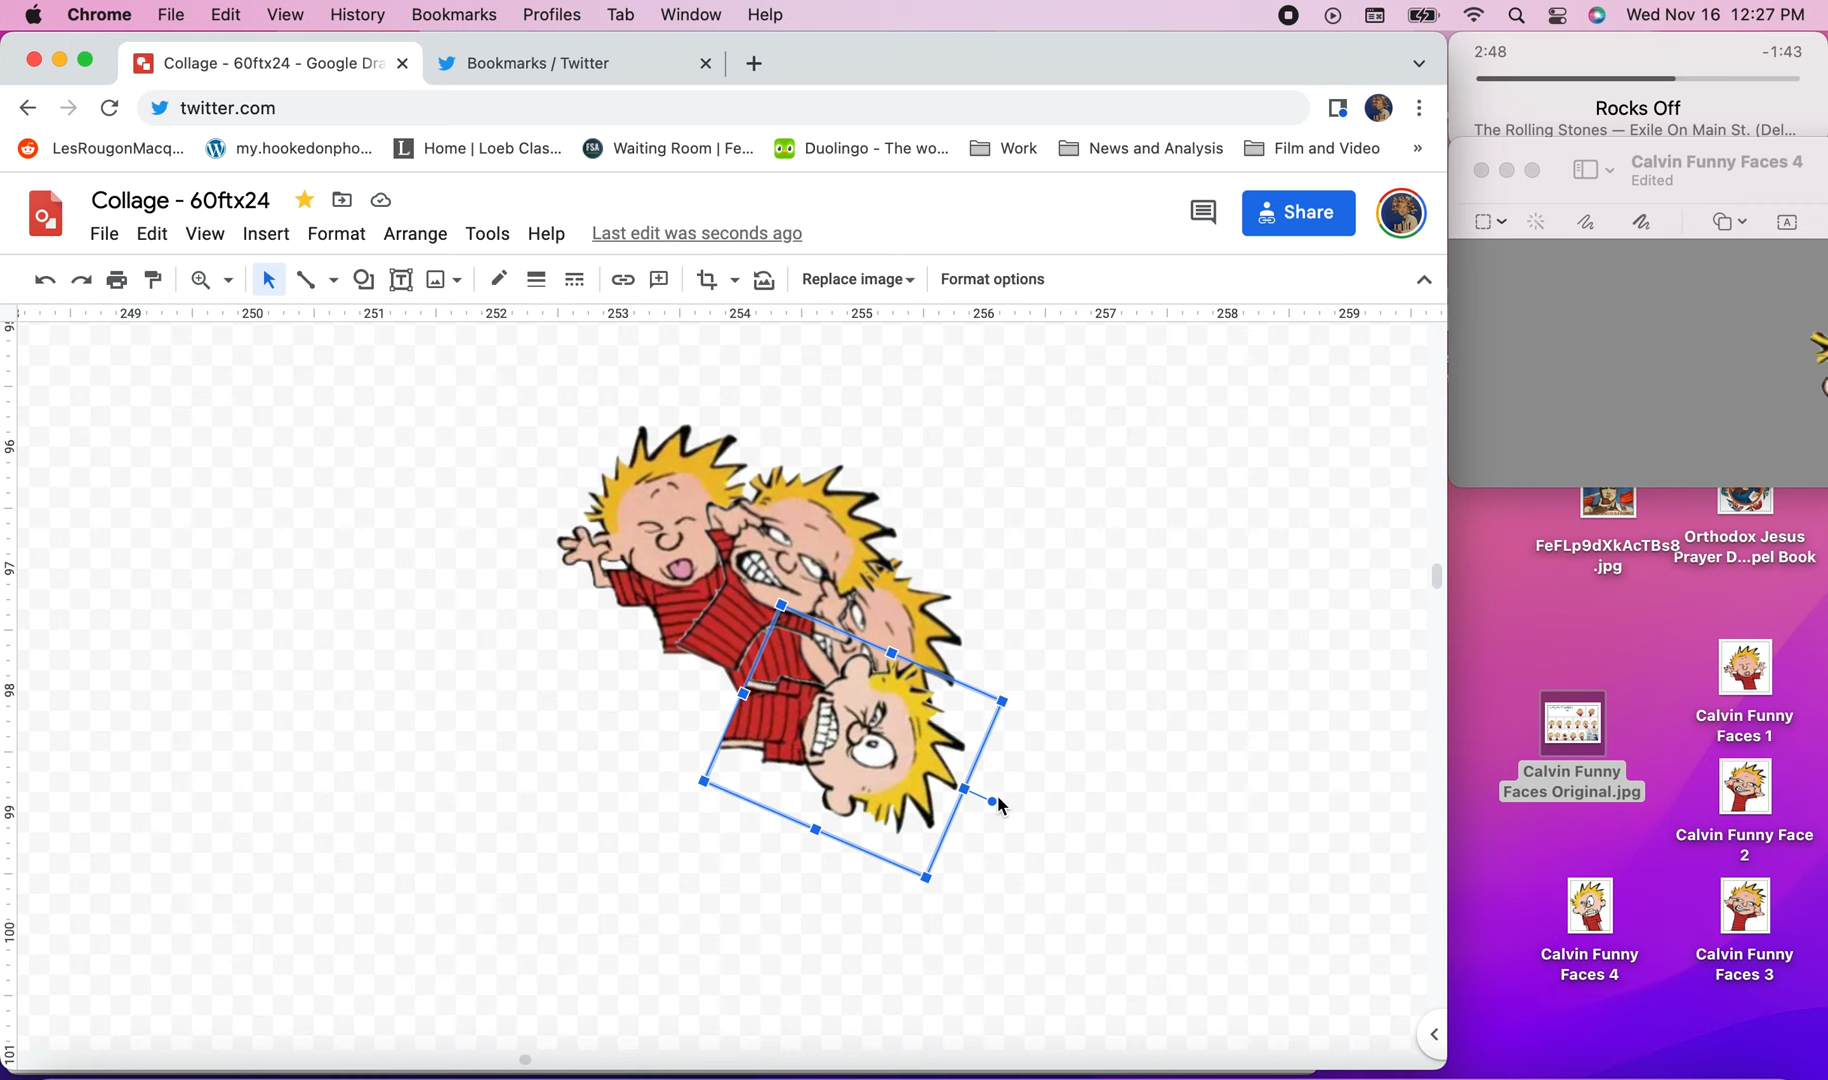 Chrome File Edit View History Bookmarks Profiles Tab Window Help Wed Nov 16 12:27 PM
Collage - 60ftx24 - Google Dra
Bookmarks / Twitter
twitter.com
LesRougonMacq... my.hookedonpho... Home | Loeb Clas... Waiting Room | Fe... Duolingo - The wo... Work News and Analysis Film and Video »
Collage - 60ftx24
File Edit View Insert Format Arrange Tools Help Last edit was seconds ago
Share
Replace image Format options
249 250 251 252 253 254 255 256 257 258 259
96
97
98
99
100
101
2:48 -1:43
Rocks Off
The Rolling Stones — Exile On Main St. (Del...
Calvin Funny Faces 4
Edited
FeFLp9dXkAcTBs8
.jpg
Orthodox Jesus
Prayer D...pel Book
Calvin Funny
Faces 1
Calvin Funny
Faces Original.jpg
Calvin Funny Face
2
Calvin Funny
Faces 4
Calvin Funny
Faces 3